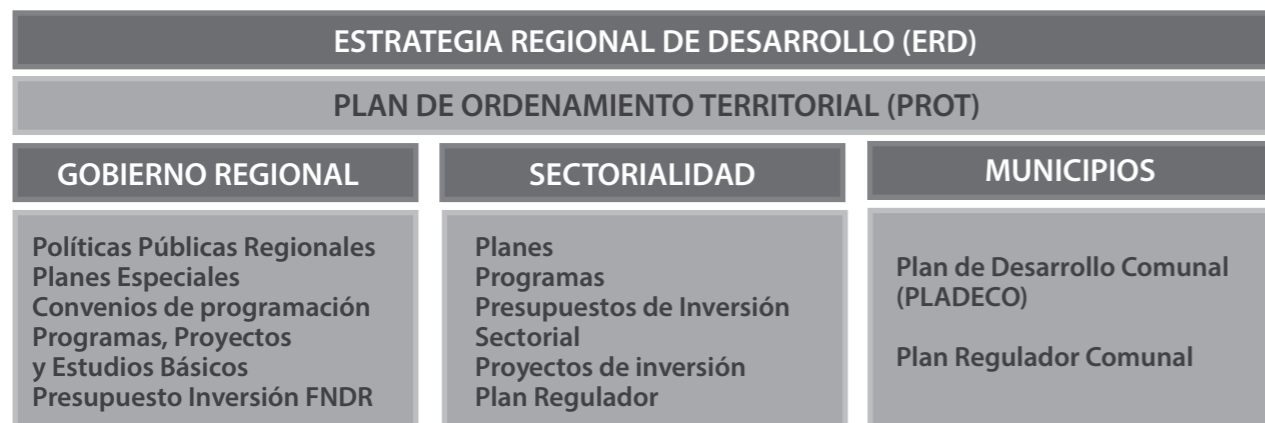 ESTRATEGIA REGIONAL DE DESARROLLO (ERD)
PLAN DE ORDENAMIENTO TERRITORIAL (PROT)
GOBIERNO REGIONAL
Políticas Públicas Regionales
Planes Especiales
Convenios de programación
Programas, Proyectos
y Estudios Básicos
Presupuesto Inversión FNDR
SECTORIALIDAD
Planes
Programas
Presupuestos de Inversión
Sectorial
Proyectos de inversión
Plan Regulador
MUNICIPIOS
Plan de Desarrollo Comunal
(PLADECO)
Plan Regulador Comunal